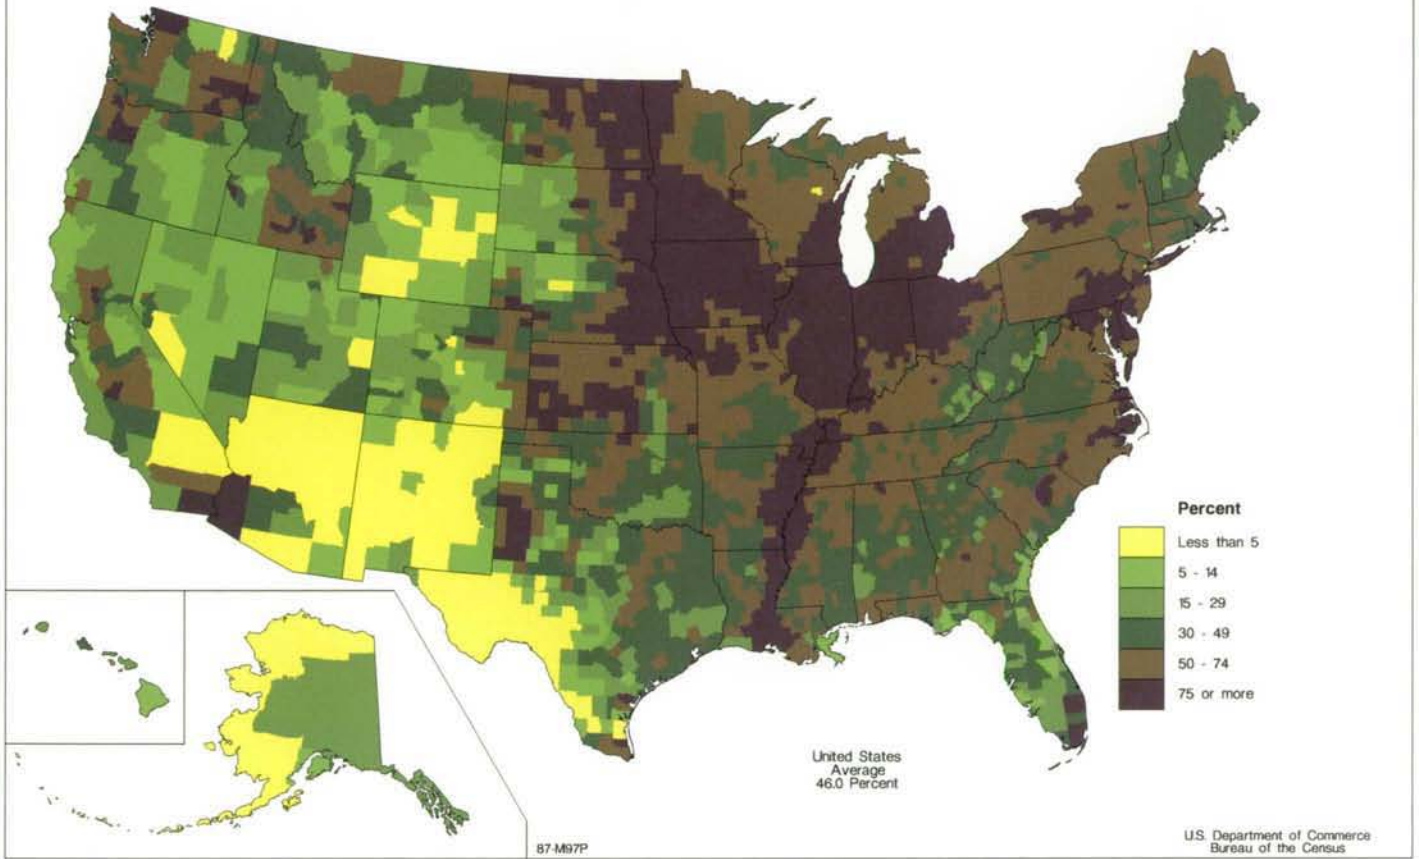 Percent
Less than 5
5 - 14
15 - 29
30 - 49
50 - 74
75 or more
United States
Average
46.0 Percent
87-M97P
U.S. Department of Commerce
Bureau of the Census